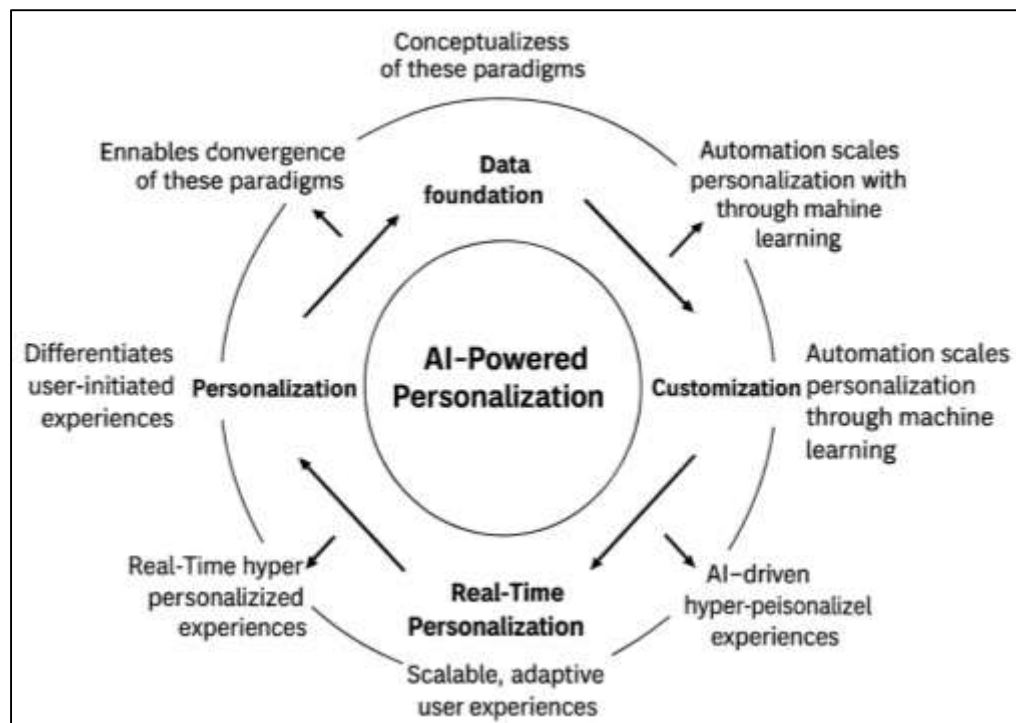 Conceptualizess
of these paradigms
Ennables convergence
of these paradigms
Data
foundation
Automation scales
personalization with
through mahine
learning
Differentiates
user-initiated
experiences
Personalization
AI-Powered
Personalization
Customization
Automation scales
personalization
through machine
learning
Real-Time hyper
personalizized
experiences
Real-Time
Personalization
AI-driven
hyper-peisonalizel
experiences
Scalable, adaptive
user experiences